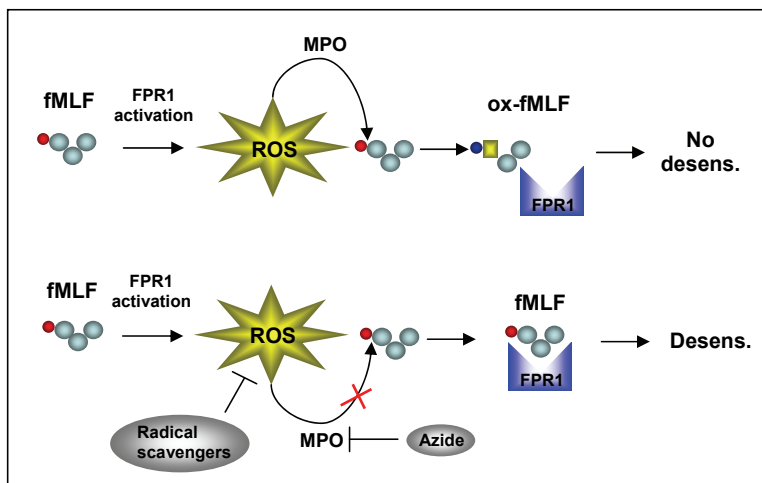 MPO
fMLF
FPR1
activation
ROS
ox-fMLF
No
desens.
FPR1
fMLF
FPR1
activation
ROS
fMLF
FPR1
Desens.
Radical
scavengers
MPO
Azide